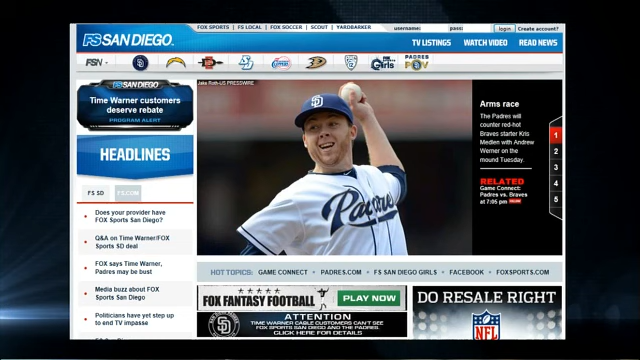 FOX SPORTS | FS LOCAL | FOX SOCCER | SCOUT | YARDBARKER
username:
pass:
login
Create account?
FS SAN DIEGO
TV LISTINGS
WATCH VIDEO
READ NEWS
FSN
Girls
PADRES
POV
FS SAN DIEGO
Time Warner customers
deserve rebate
PROGRAM ALERT
HEADLINES
FS SD
FS.COM
Does your provider have
FOX Sports San Diego?
Q&A on Time Warner/FOX
Sports SD deal
FOX says Time Warner,
Padres may be bust
Media buzz about FOX
Sports San Diego
Politicians have yet step up
to end TV impasse
Jake Roth-US PRESSWIRE
SD
Padres
Arms race
The Padres will
counter red-hot
Braves starter Kris
Medlen with Andrew
Werner on the
mound Tuesday.
RELATED
Game Connect:
Padres vs. Braves
at 7:05 pm
1
2
3
4
5
HOT TOPICS: GAME CONNECT • PADRES.COM • FS SAN DIEGO GIRLS • FACEBOOK • FOXSPORTS.COM
FOX FANTASY FOOTBALL
PLAY NOW
ATTENTION
TIME WARNER CABLE CUSTOMERS CAN'T SEE
FOX SPORTS SAN DIEGO AND THE PADRES.
CLICK HERE FOR DETAILS
DO RESALE RIGHT
NFL